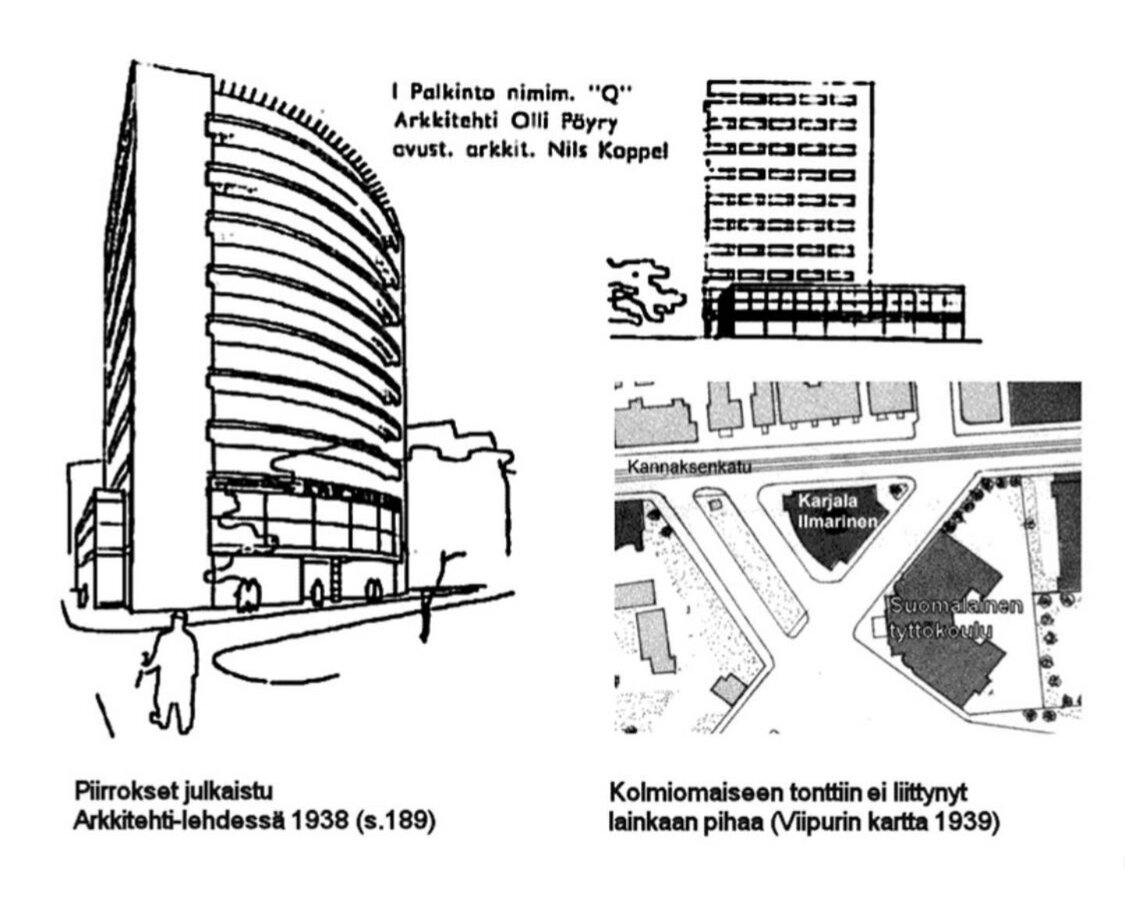 I Palkinto nimim. "Q"
Arkkitehti Olli Pöyry
avust. arkkit. Nils Koppel
Kannaksenkatu
Karjala
Ilmarinen
Suomalainen
tyttökoulu
Piirrokset julkaistu
Arkkitehti-lehdessä 1938 (s.189)
Kolmiomaiseen tonttiin ei liittynyt
lainkaan pihaa (Viipurin kartta 1939)